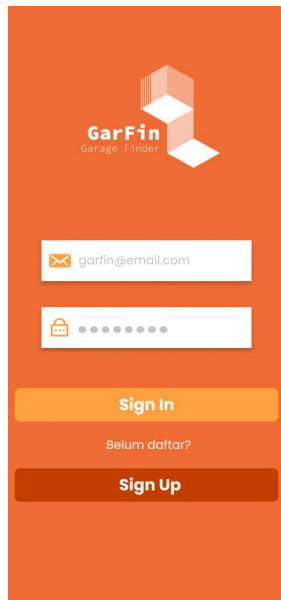 GarFin
Garage Finder
garfin@email.com
Sign In
Belum daftar?
Sign Up